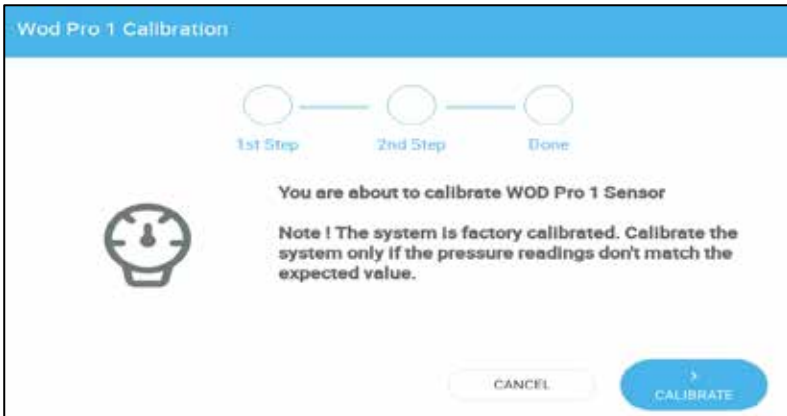 Wod Pro 1 Calibration
1st Step 2nd Step Done
You are about to calibrate WOD Pro 1 Sensor
Note ! The system is factory calibrated. Calibrate the
system only if the pressure readings don't match the
expected value.
CANCEL
>
CALIBRATE